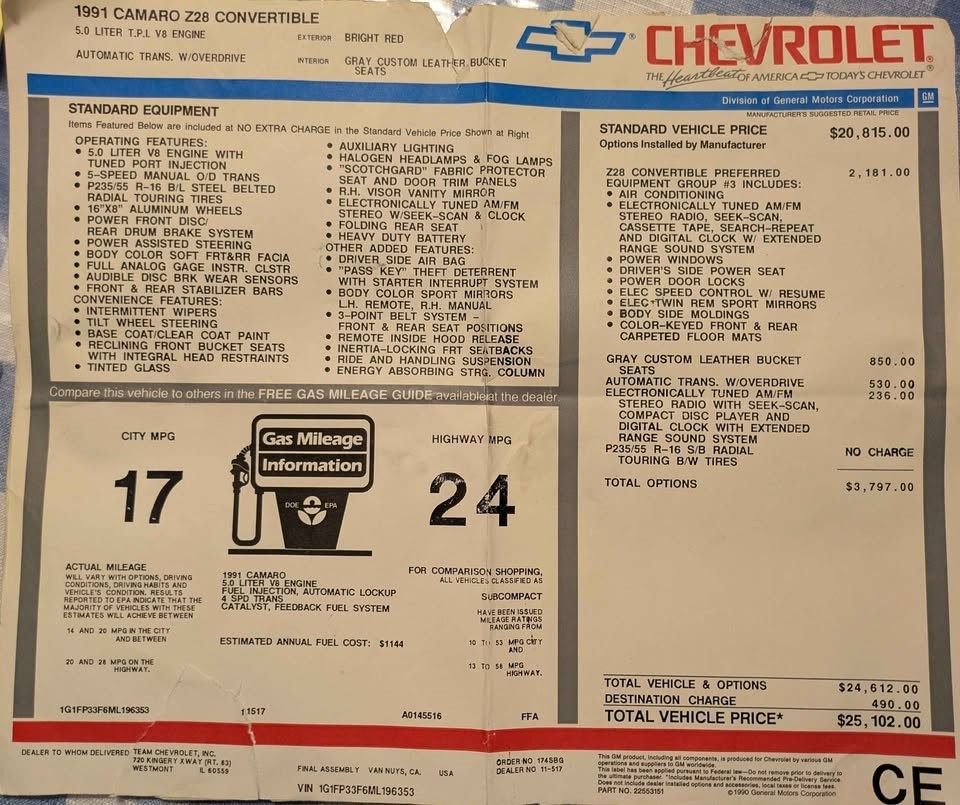 1991 CAMARO Z28 CONVERTIBLE
5.0 LITER T.P.I. V8 ENGINE
EXTERIOR BRIGHT RED
AUTOMATIC TRANS. W/OVERDRIVE
INTERIOR GRAY CUSTOM LEATHER BUCKET
SEATS
CHEVROLET®
THE Heartbeat OF AMERICA TODAY'S CHEVROLET®
Division of General Motors Corporation GM
STANDARD EQUIPMENT
Items Featured Below are included at NO EXTRA CHARGE in the Standard Vehicle Price Shown at Right
OPERATING FEATURES:
• 5.0 LITER V8 ENGINE WITH
TUNED PORT INJECTION
• 5-SPEED MANUAL O/D TRANS
• P235/55 R-16 B/L STEEL BELTED
RADIAL TOURING TIRES
• 16"X8" ALUMINUM WHEELS
• POWER FRONT DISC/
REAR DRUM BRAKE SYSTEM
• POWER ASSISTED STEERING
• BODY COLOR SOFT FRT&RR FACIA
• FULL ANALOG GAGE INSTR. CLSTR
• AUDIBLE DISC BRK WEAR SENSORS
• FRONT & REAR STABILIZER BARS
CONVENIENCE FEATURES:
• INTERMITTENT WIPERS
• TILT WHEEL STEERING
• BASE COAT/CLEAR COAT PAINT
• RECLINING FRONT BUCKET SEATS
WITH INTEGRAL HEAD RESTRAINTS
• TINTED GLASS
• AUXILIARY LIGHTING
• HALOGEN HEADLAMPS & FOG LAMPS
• "SCOTCHGARD" FABRIC PROTECTOR
SEAT AND DOOR TRIM PANELS
• R.H. VISOR VANITY MIRROR
• ELECTRONICALLY TUNED AM/FM
STEREO W/SEEK-SCAN & CLOCK
• FOLDING REAR SEAT
• HEAVY DUTY BATTERY
OTHER ADDED FEATURES:
• DRIVER SIDE AIR BAG
• "PASS KEY" THEFT DETERRENT
WITH STARTER INTERRUPT SYSTEM
• BODY COLOR SPORT MIRRORS
L.H. REMOTE, R.H. MANUAL
• 3-POINT BELT SYSTEM -
FRONT & REAR SEAT POSITIONS
• REMOTE INSIDE HOOD RELEASE
• INERTIA-LOCKING FRT SEATBACKS
• RIDE AND HANDLING SUSPENSION
• ENERGY ABSORBING STRG. COLUMN
MANUFACTURER'S SUGGESTED RETAIL PRICE
STANDARD VEHICLE PRICE $20,815.00
Options Installed by Manufacturer
Z28 CONVERTIBLE PREFERRED 2,181.00
EQUIPMENT GROUP #3 INCLUDES:
• AIR CONDITIONING
• ELECTRONICALLY TUNED AM/FM
STEREO RADIO, SEEK-SCAN,
CASSETTE TAPE, SEARCH-REPEAT
AND DIGITAL CLOCK W/ EXTENDED
RANGE SOUND SYSTEM
• POWER WINDOWS
• DRIVER'S SIDE POWER SEAT
• POWER DOOR LOCKS
• ELEC SPEED CONTROL W/ RESUME
• ELEC TWIN REM SPORT MIRRORS
• BODY SIDE MOLDINGS
• COLOR-KEYED FRONT & REAR
CARPETED FLOOR MATS
GRAY CUSTOM LEATHER BUCKET 850.00
SEATS
AUTOMATIC TRANS. W/OVERDRIVE 530.00
ELECTRONICALLY TUNED AM/FM 236.00
STEREO RADIO WITH SEEK-SCAN,
COMPACT DISC PLAYER AND
DIGITAL CLOCK WITH EXTENDED
RANGE SOUND SYSTEM
P235/55 R-16 S/B RADIAL NO CHARGE
TOURING B/W TIRES
TOTAL OPTIONS $3,797.00
TOTAL VEHICLE & OPTIONS $24,612.00
DESTINATION CHARGE 490.00
TOTAL VEHICLE PRICE* $25,102.00
Compare this vehicle to others in the FREE GAS MILEAGE GUIDE available at the dealer.
CITY MPG
17
Gas Mileage
Information
DOE EPA
HIGHWAY MPG
24
ACTUAL MILEAGE
WILL VARY WITH OPTIONS, DRIVING
CONDITIONS, DRIVING HABITS AND
VEHICLE'S CONDITION. RESULTS
REPORTED TO EPA INDICATE THAT THE
MAJORITY OF VEHICLES WITH THESE
ESTIMATES WILL ACHIEVE BETWEEN
14 AND 20 MPG IN THE CITY
AND BETWEEN
20 AND 28 MPG ON THE
HIGHWAY.
1991 CAMARO
5.0 LITER V8 ENGINE
FUEL INJECTION, AUTOMATIC LOCKUP
4 SPD TRANS
CATALYST, FEEDBACK FUEL SYSTEM
ESTIMATED ANNUAL FUEL COST: $1144
FOR COMPARISON SHOPPING,
ALL VEHICLES CLASSIFIED AS
SUBCOMPACT
HAVE BEEN ISSUED
MILEAGE RATINGS
RANGING FROM
10 TO 53 MPG CITY
AND
13 TO 58 MPG
HIGHWAY.
1G1FP33F6ML196353 11517 A0145516 FFA
DEALER TO WHOM DELIVERED TEAM CHEVROLET, INC.
720 KINGERY XWAY (RT. 83)
WESTMONT IL 60559
FINAL ASSEMBLY VAN NUYS, CA. USA
VIN 1G1FP33F6ML196353
ORDER NO 1745BG
DEALER NO 11-517
This GM product, including all components, is produced for Chevrolet by various GM
operations and suppliers to GM worldwide.
This label has been applied pursuant to Federal law—Do not remove prior to delivery to
the ultimate purchaser. *Includes Manufacturer's Recommended Pre-Delivery Service.
Does not include dealer installed options and accessories, local taxes or license fees.
PART NO. 22553151 ©1990 General Motors Corporation
CE